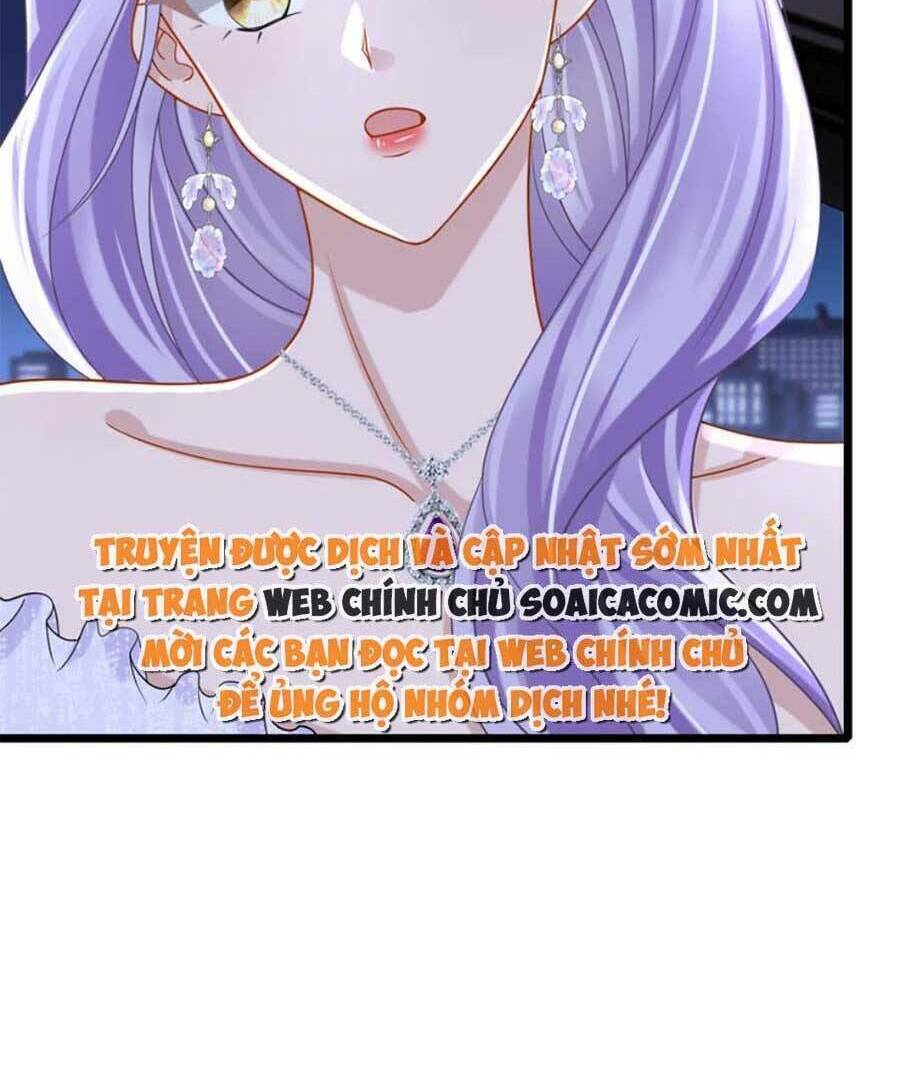 TRUYỆN ĐƯỢC DỊCH VÀ CẬP NHẬT SỚM NHẤT
TẠI TRANG WEB CHÍNH CHỦ SOAICACOMIC.COM
MỜI CÁC BẠN ĐỌC TẠI WEB CHÍNH CHỦ
ĐỂ ỦNG HỘ NHÓM DỊCH NHÉ!